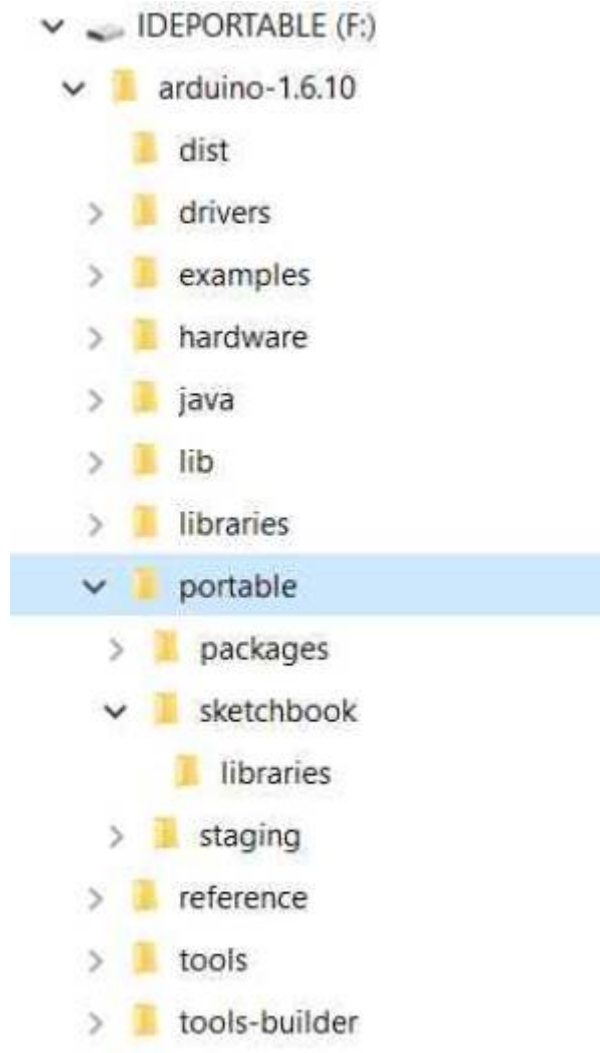 IDEPORTABLE (F:)
arduino-1.6.10
dist
drivers
examples
hardware
java
lib
libraries
portable
packages
sketchbook
libraries
staging
reference
tools
tools-builder